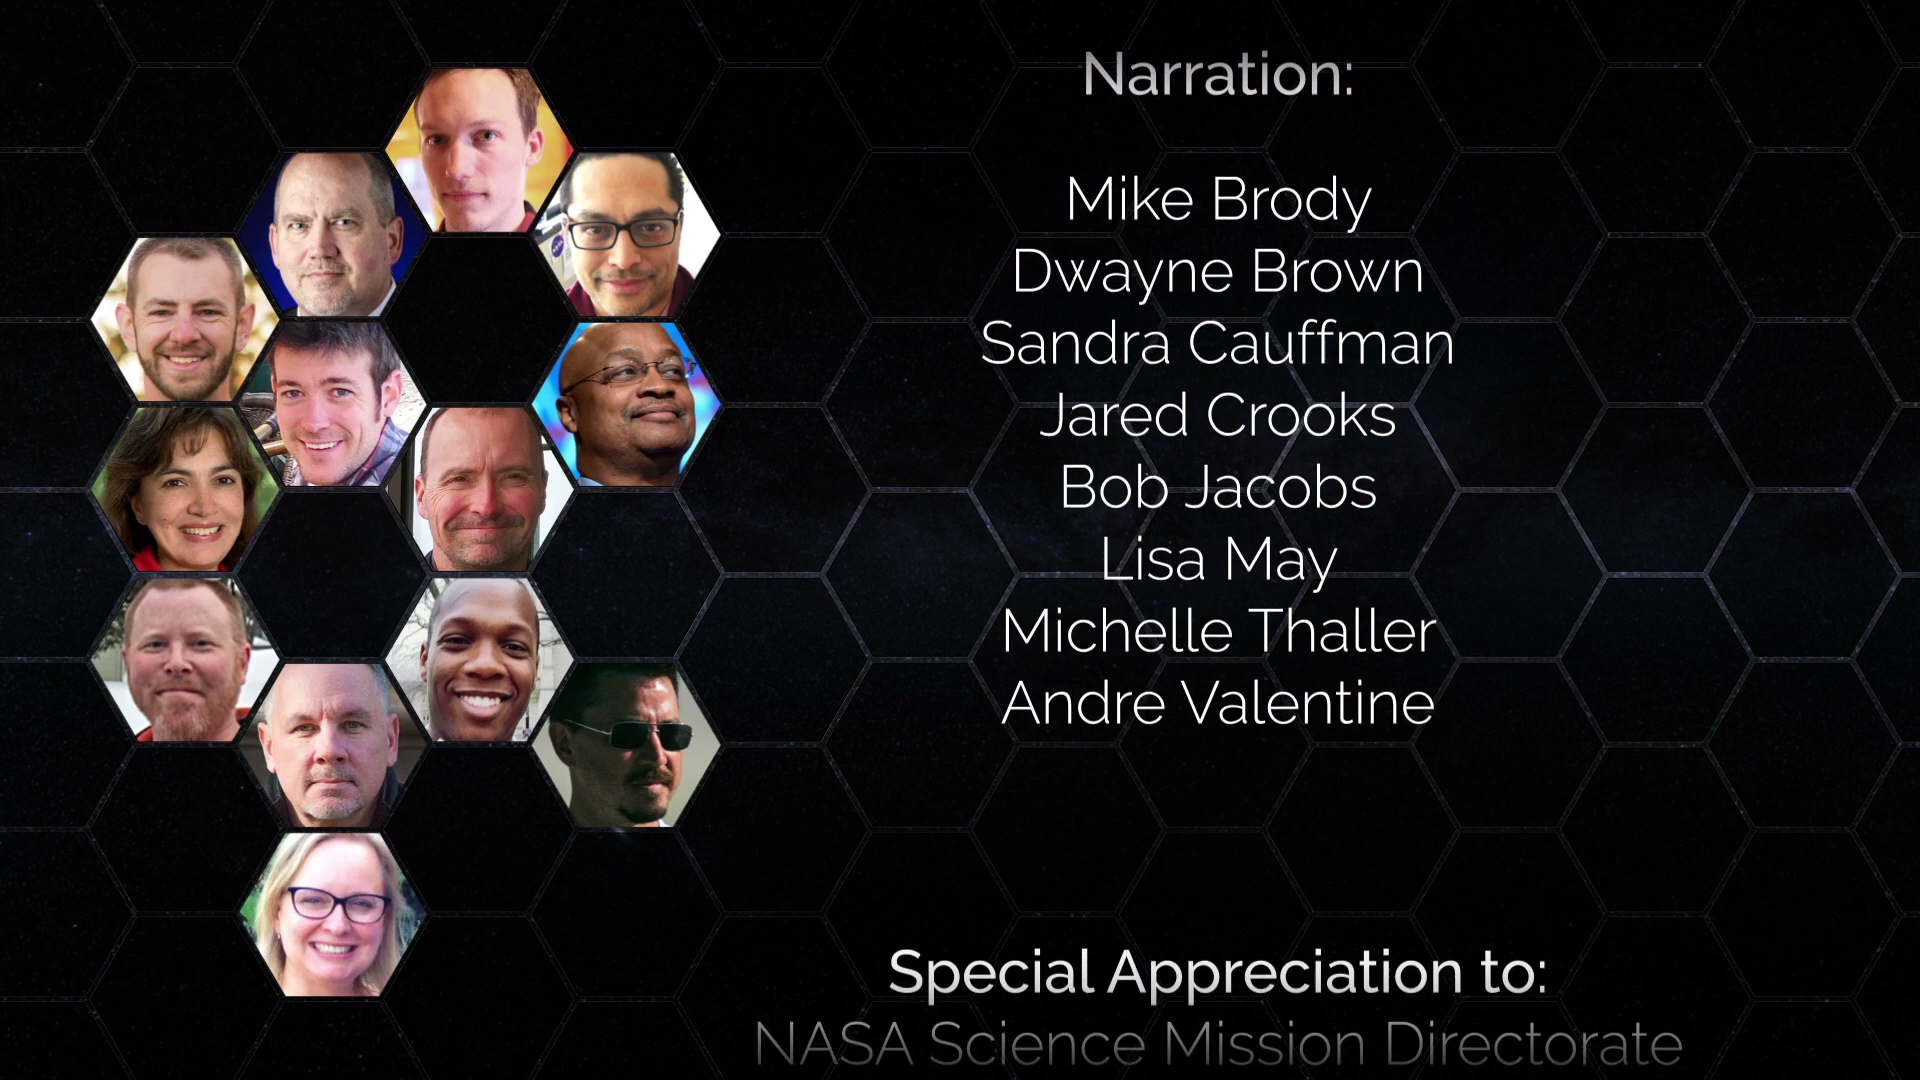 Narration:
Mike Brody
Dwayne Brown
Sandra Cauffman
Jared Crooks
Bob Jacobs
Lisa May
Michelle Thaller
Andre Valentine
Special Appreciation to:
NASA Science Mission Directorate